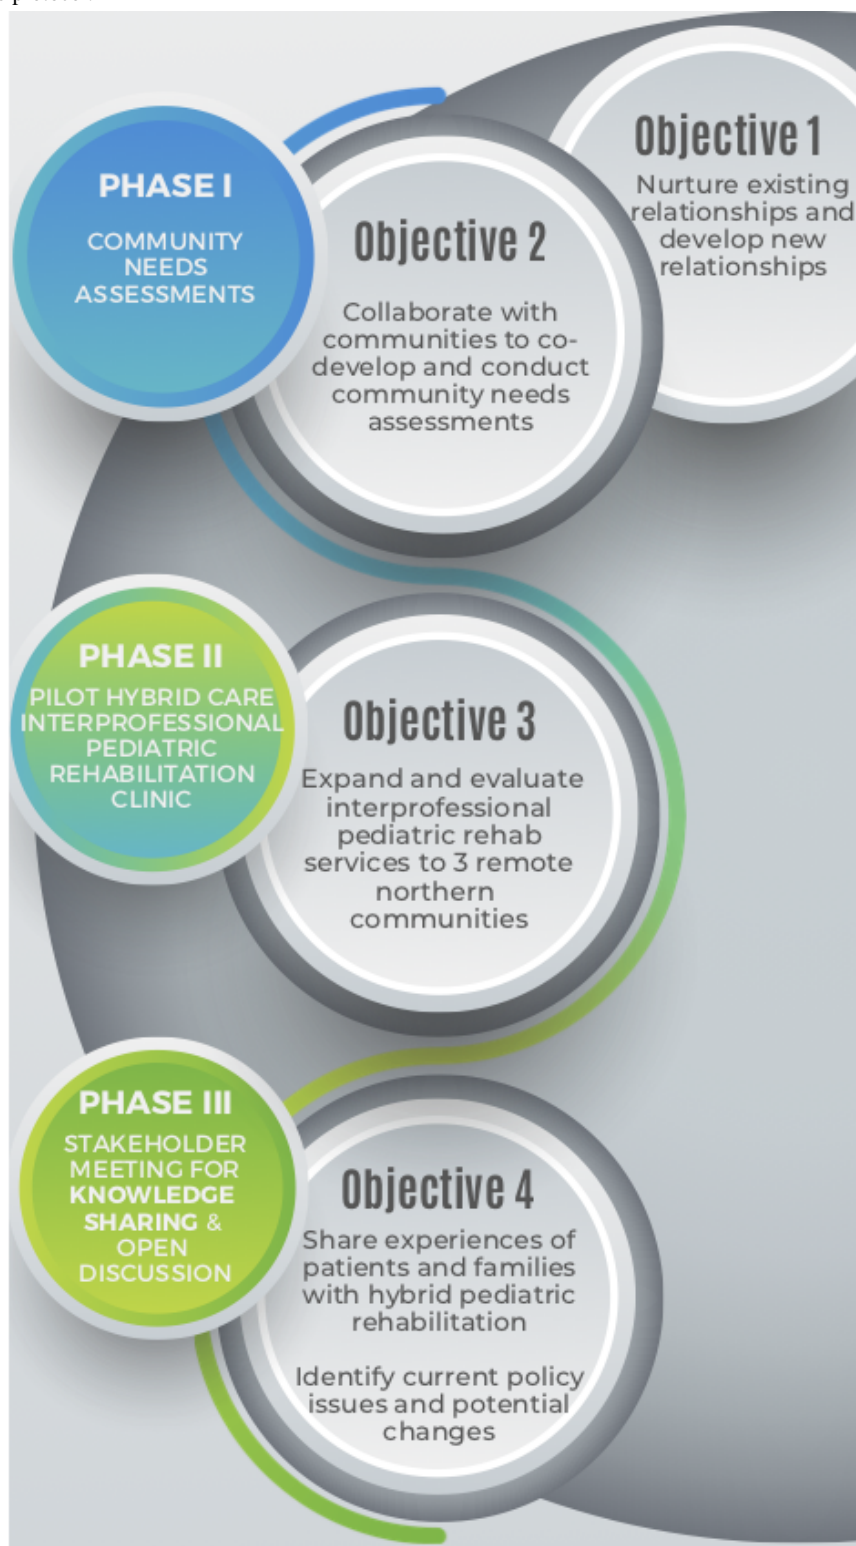 PHASE I
COMMUNITY
NEEDS
ASSESSMENTS
Objective 1
Nurture existing
relationships and
develop new
relationships
Objective 2
Collaborate with
communities to co-
develop and conduct
community needs
assessments
PHASE II
PILOT HYBRID CARE
INTERPROFESSIONAL
PEDIATRIC
REHABILITATION
CLINIC
Objective 3
Expand and evaluate
interprofessional
pediatric rehab
services to 3 remote
northern
communities
PHASE III
STAKEHOLDER
MEETING FOR
KNOWLEDGE
SHARING &
OPEN
DISCUSSION
Objective 4
Share experiences of
patients and families
with hybrid pediatric
rehabilitation
Identify current policy
issues and potential
changes